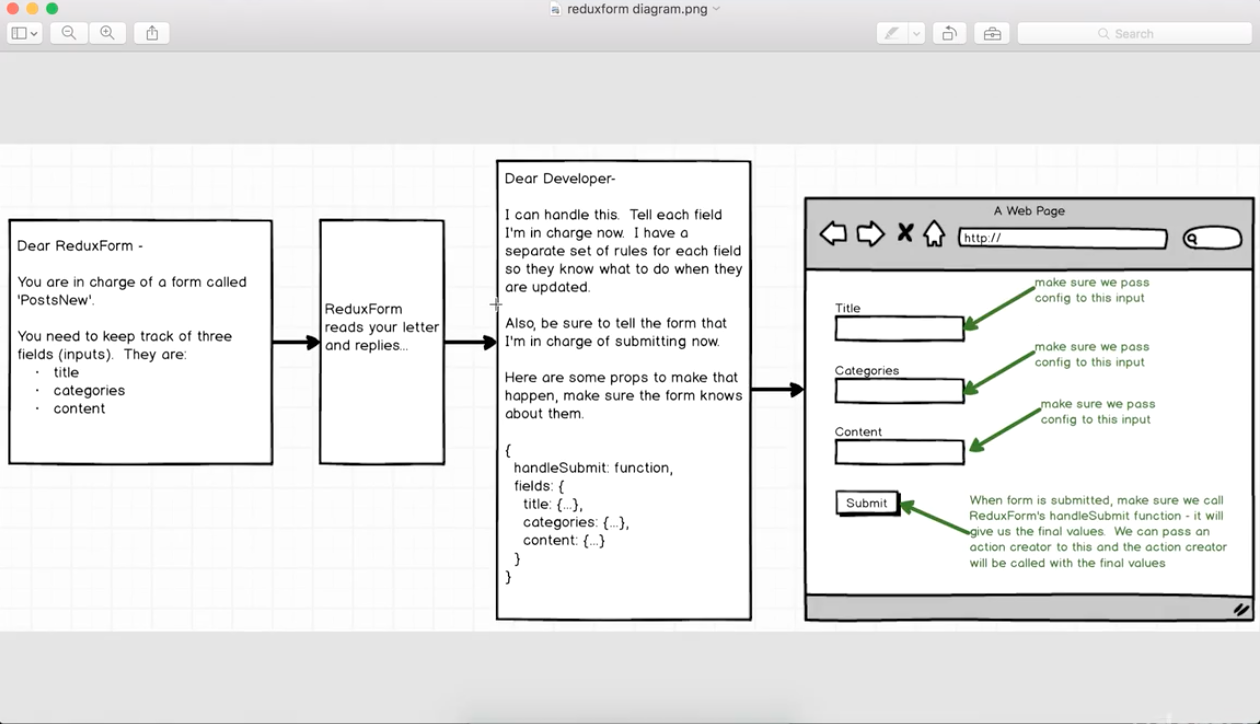 reduxform diagram.png
Search
Dear ReduxForm -
You are in charge of a form called
'PostsNew'.
You need to keep track of three
fields (inputs). They are:
· title
· categories
· content
ReduxForm
reads your letter
and replies...
Dear Developer-
I can handle this. Tell each field
I'm in charge now. I have a
separate set of rules for each field
so they know what to do when they
are updated.
Also, be sure to tell the form that
I'm in charge of submitting now.
Here are some props to make that
happen, make sure the form knows
about them.
{
handleSubmit: function,
fields: {
title: {...},
categories: {...},
content: {...}
}
}
A Web Page
http://
make sure we pass
config to this input
Title
make sure we pass
config to this input
Categories
make sure we pass
config to this input
Content
Submit
When form is submitted, make sure we call
ReduxForm's handleSubmit function - it will
give us the final values. We can pass an
action creator to this and the action creator
will be called with the final values